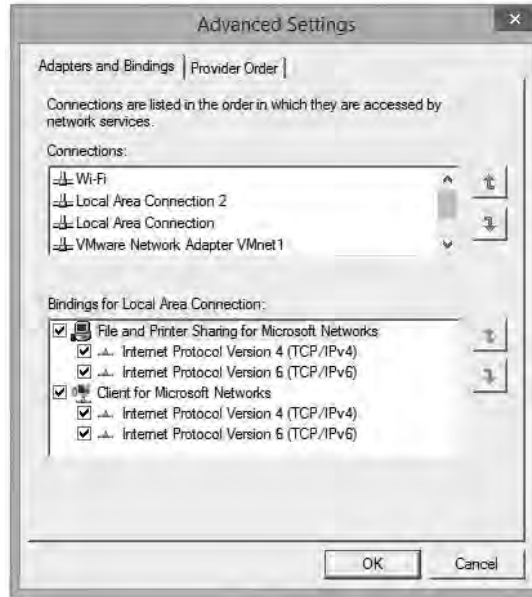 Advanced Settings
Adapters and Bindings Provider Order
Connections are listed in the order in which they are accessed by
network services.
Connections:
Wi-Fi
Local Area Connection 2
Local Area Connection
VMware Network Adapter VMnet1
Bindings for Local Area Connection:
File and Printer Sharing for Microsoft Networks
Internet Protocol Version 4 (TCP/IPv4)
Internet Protocol Version 6 (TCP/IPv6)
Client for Microsoft Networks
Internet Protocol Version 4 (TCP/IPv4)
Internet Protocol Version 6 (TCP/IPv6)
OK Cancel